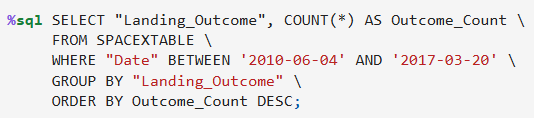 %sql SELECT "Landing_Outcome", COUNT(*) AS Outcome_Count \
FROM SPACEXTABLE \
WHERE "Date" BETWEEN '2010-06-04' AND '2017-03-20' \
GROUP BY "Landing_Outcome" \
ORDER BY Outcome_Count DESC;